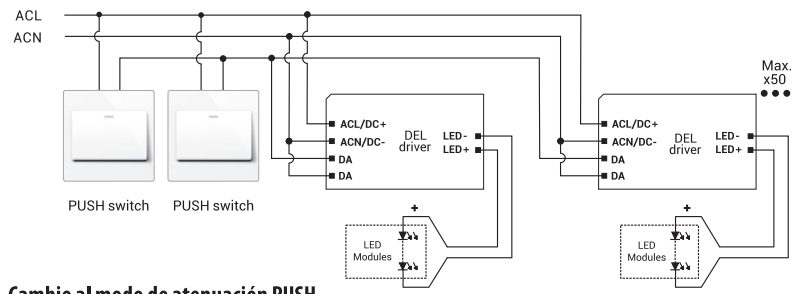 ACL
ACN
Max.
x50
ACL/DC+
ACN/DC-
DA
DA
DEL
driver
LED-
LED+
ACL/DC+
ACN/DC-
DA
DA
DEL
driver
LED-
LED+
PUSH switch
PUSH switch
+
LED
Modules
+
LED
Modules
Cambio al modo de atenuación PUSH